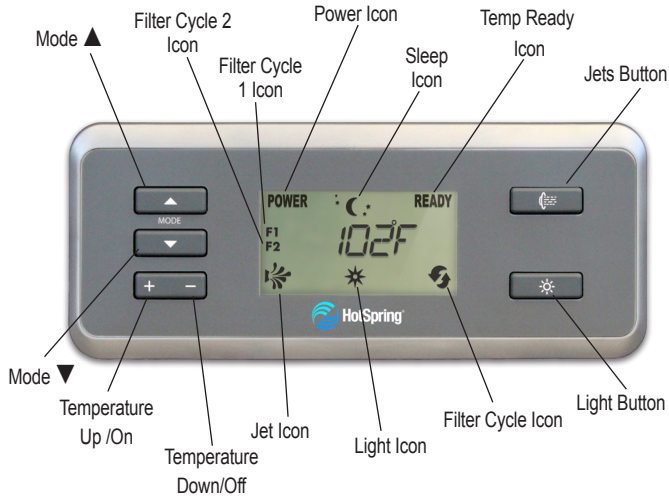 Mode ▲
Filter Cycle 2
Icon
Filter Cycle
1 Icon
Power Icon
Sleep
Icon
Temp Ready
Icon
Jets Button
POWER
READY
MODE
F1
F2
102°F
+ −
HotSpring®
Mode ▼
Temperature
Up /On
Temperature
Down/Off
Jet Icon
Light Icon
Filter Cycle Icon
Light Button